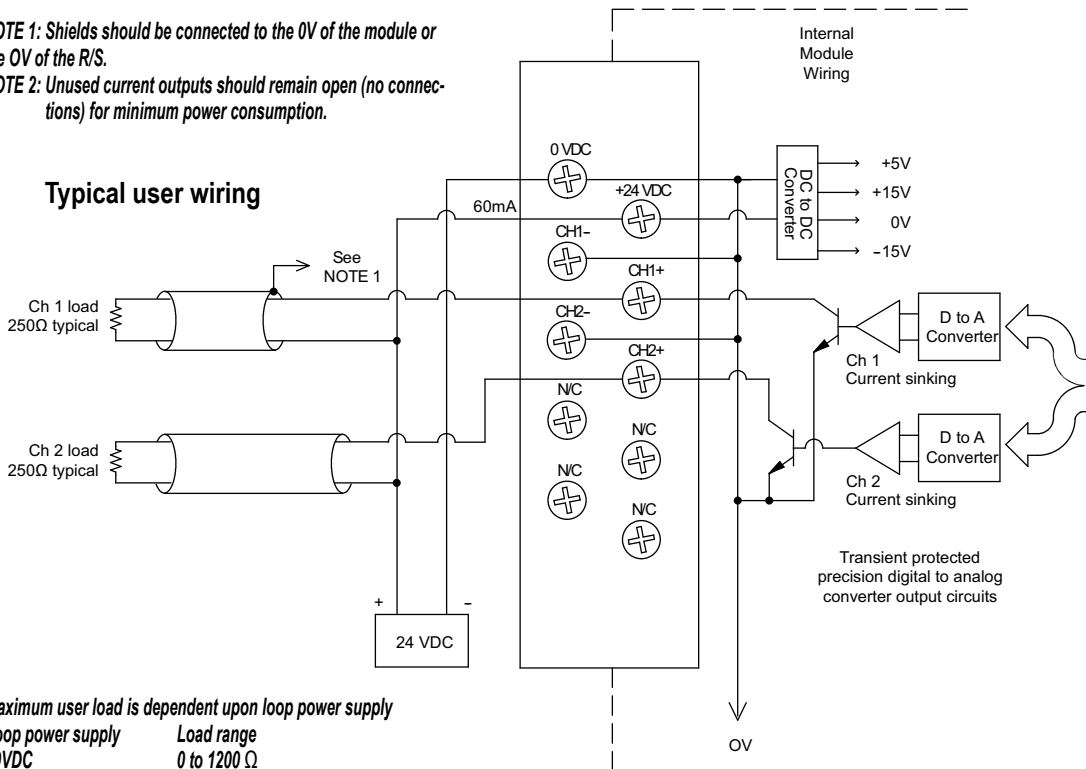 OTE 1: Shields should be connected to the 0V of the module or
e OV of the R/S.
OTE 2: Unused current outputs should remain open (no connec-
tions) for minimum power consumption.
Internal
Module
Wiring
Typical user wiring
0 VDC
+24 VDC
60mA
CH1-
CH1+
CH2-
CH2+
N/C
N/C
N/C
N/C
DC to DC
Converter
+5V
+15V
0V
-15V
See
NOTE 1
Ch 1 load
250Ω typical
Ch 2 load
250Ω typical
D to A
Converter
Ch 1
Current sinking
D to A
Converter
Ch 2
Current sinking
Transient protected
precision digital to analog
converter output circuits
+
-
24 VDC
OV
aximum user load is dependent upon loop power supply
oop power supply Load range
0VDC 0 to 1200 Ω